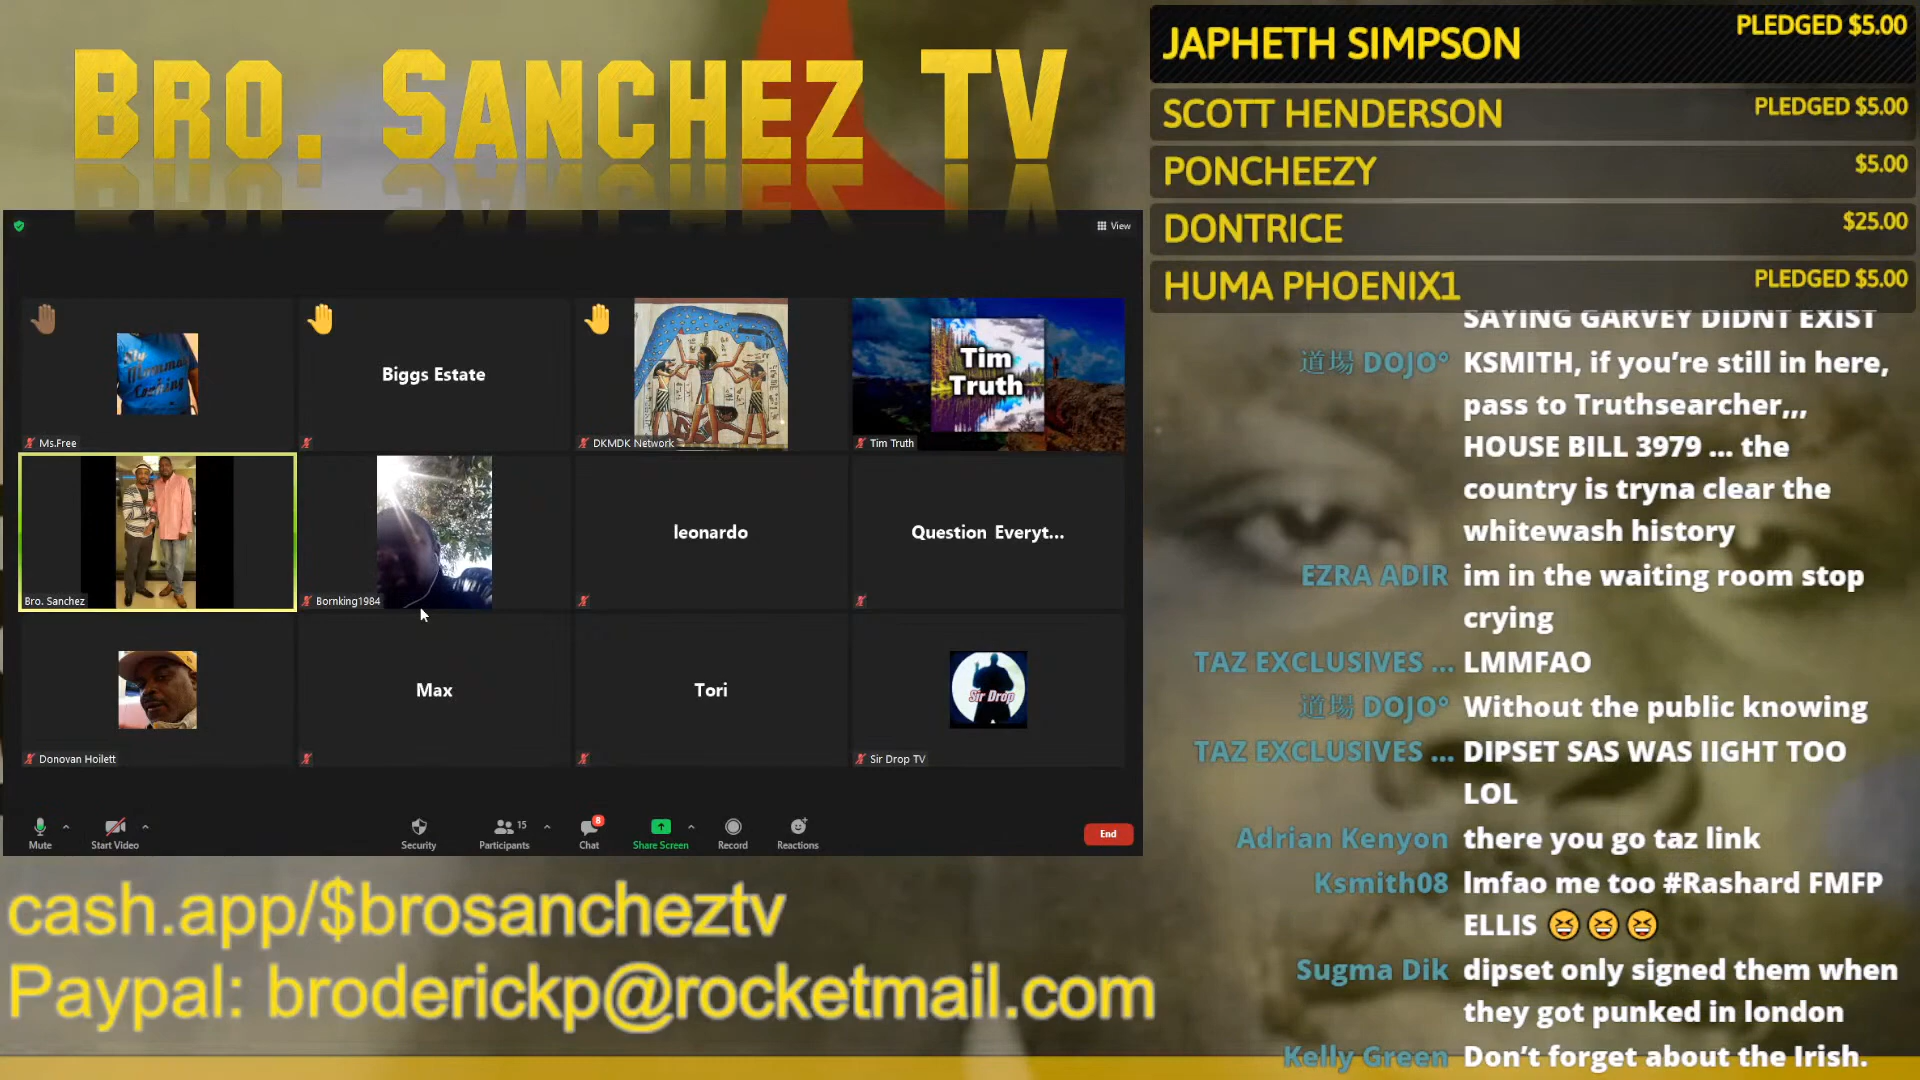 BRO. SANCHEZ TV
View
Ms.Free
Biggs Estate
DKMDK Network
Tim
Truth
Tim Truth
Bro. Sanchez
Bornking1984
leonardo
Question Everyt...
Donovan Hoilett
Max
Tori
Sir Drop
Sir Drop TV
Mute
Start Video
Security
15
Participants
8
Chat
Share Screen
Record
Reactions
End
cash.app/$brosancheztv
Paypal: broderickp@rocketmail.com
JAPHETH SIMPSON PLEDGED $5.00
SCOTT HENDERSON PLEDGED $5.00
PONCHEEZY $5.00
DONTRICE $25.00
HUMA PHOENIX1 PLEDGED $5.00
SAYING GARVEY DIDNT EXIST
道場 DOJO° KSMITH, if you’re still in here,
pass to Truthsearcher,,,
HOUSE BILL 3979 ... the
country is tryna clear the
whitewash history
EZRA ADIR im in the waiting room stop
crying
TAZ EXCLUSIVES ... LMMFAO
道場 DOJO° Without the public knowing
TAZ EXCLUSIVES ... DIPSET SAS WAS IIGHT TOO
LOL
Adrian Kenyon there you go taz link
Ksmith08 lmfao me too #Rashard FMFP
ELLIS 😆😆😆
Sugma Dik dipset only signed them when
they got punked in london
Kelly Green Don’t forget about the Irish.